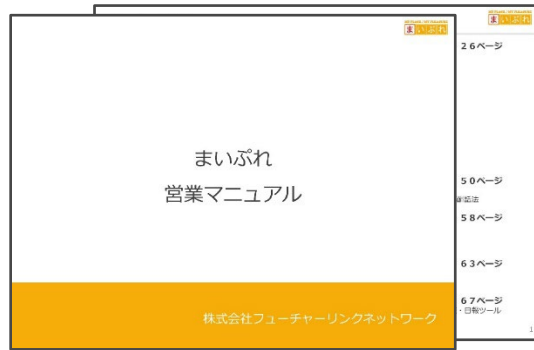 まいぷれ
まいぷれ
営業マニュアル
株式会社フューチャーリンクネットワーク
まいぷれ
26ページ
50ページ
58ページ
63ページ
67ページ
・日報ツール
1